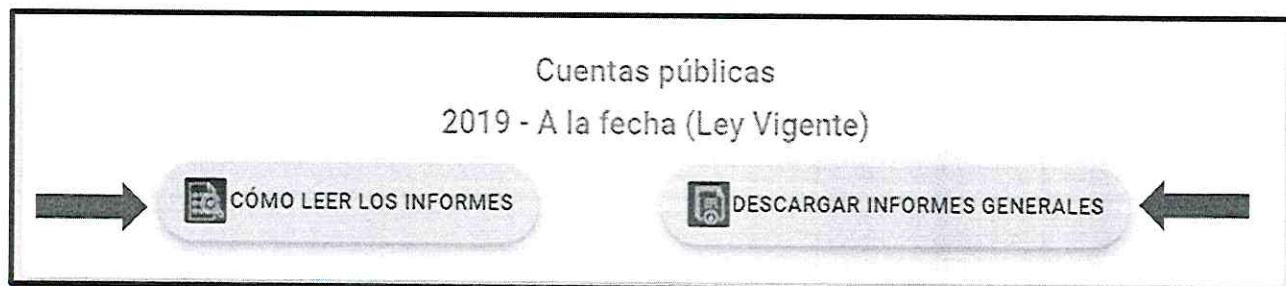 Cuentas públicas
2019 - A la fecha (Ley Vigente)
CÓMO LEER LOS INFORMES
DESCARGAR INFORMES GENERALES